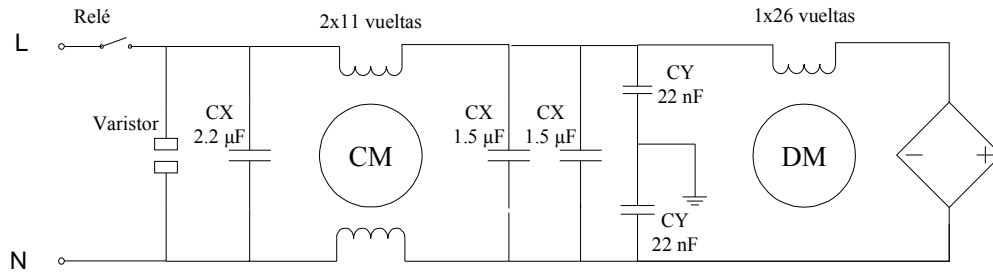 2x11 vueltas
1x26 vueltas
Relé
L
CY
22 nF
CX
2.2 µF
CX
1.5 µF
CX
1.5 µF
Varistor
CM
DM
− +
CY
22 nF
N